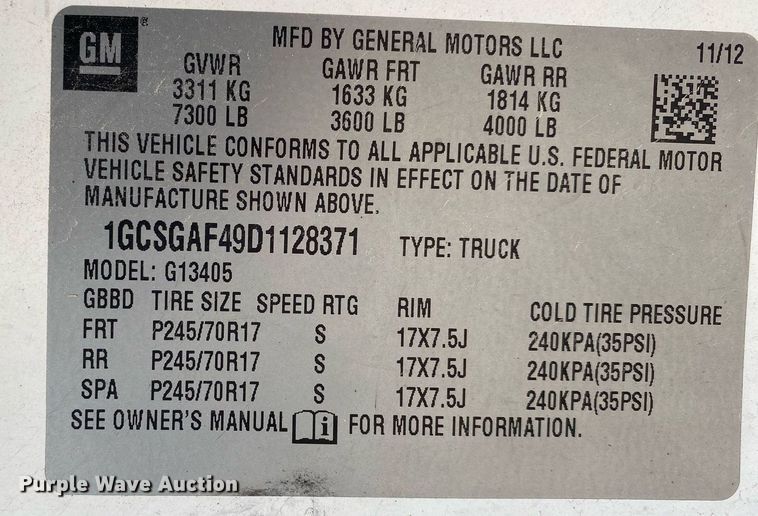 GM®
MFD BY GENERAL MOTORS LLC 11/12
GVWR GAWR FRT GAWR RR
3311 KG 1633 KG 1814 KG
7300 LB 3600 LB 4000 LB
THIS VEHICLE CONFORMS TO ALL APPLICABLE U.S. FEDERAL MOTOR
VEHICLE SAFETY STANDARDS IN EFFECT ON THE DATE OF
MANUFACTURE SHOWN ABOVE.
1GCSGAF49D1128371 TYPE: TRUCK
MODEL: G13405
GBBD TIRE SIZE SPEED RTG RIM COLD TIRE PRESSURE
FRT P245/70R17 S 17X7.5J 240KPA(35PSI)
RR P245/70R17 S 17X7.5J 240KPA(35PSI)
SPA P245/70R17 S 17X7.5J 240KPA(35PSI)
SEE OWNER'S MANUAL i FOR MORE INFORMATION.
Purple Wave Auction